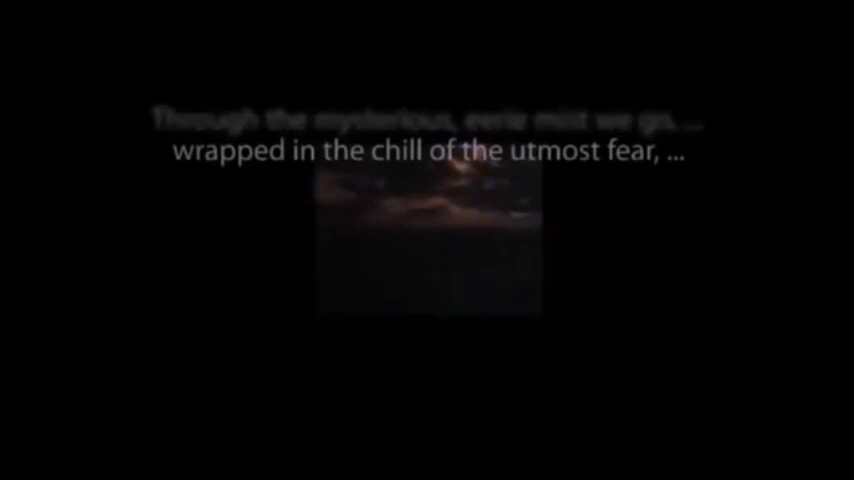 Through the mysterious, eerie mist we go. ...
wrapped in the chill of the utmost fear, ...